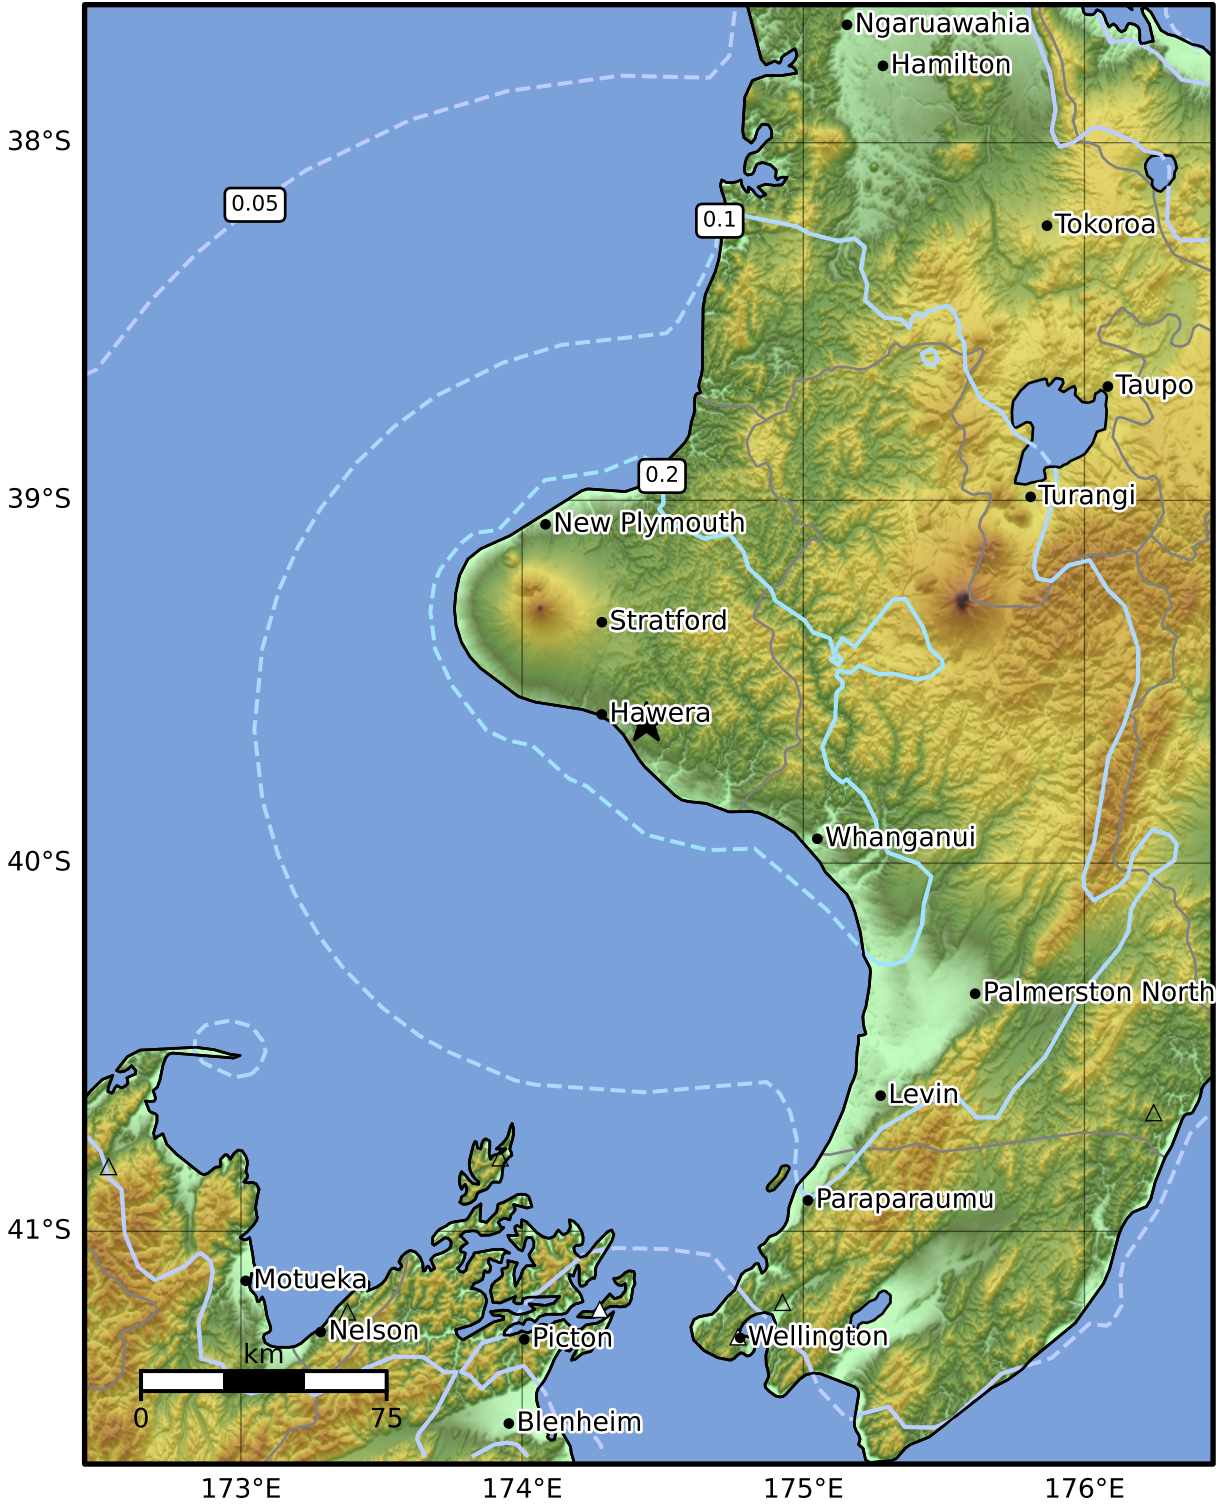 Ngaruawahia
Hamilton
38°S
0.05
0.1
Tokoroa
Taupo
0.2
39°S
Turangi
New Plymouth
Stratford
Hawera
Whanganui
40°S
Palmerston North
Levin
Paraparaumu
41°S
Motueka
Nelson
Picton
Wellington
km
0
75
Blenheim
173°E
174°E
175°E
176°E